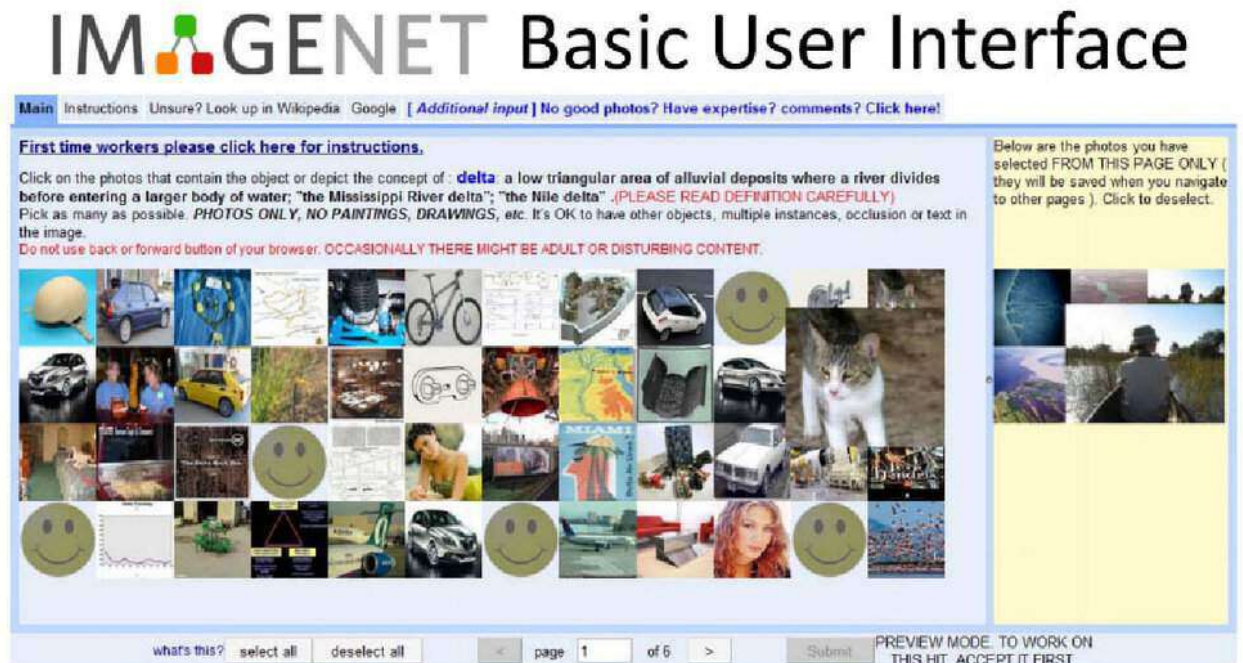 IMAGENET Basic User Interface
Main Instructions Unsure? Look up in Wikipedia Google [ Additional input ] No good photos? Have expertise? comments? Click here!
First time workers please click here for instructions.
Click on the photos that contain the object or depict the concept of : delta: a low triangular area of alluvial deposits where a river divides
before entering a larger body of water; "the Mississippi River delta"; "the Nile delta" .(PLEASE READ DEFINITION CAREFULLY)
Pick as many as possible. PHOTOS ONLY, NO PAINTINGS, DRAWINGS, etc. It's OK to have other objects, multiple instances, occlusion or text in
the image.
Do not use back or forward button of your browser. OCCASIONALLY THERE MIGHT BE ADULT OR DISTURBING CONTENT.
Below are the photos you have
selected FROM THIS PAGE ONLY (
they will be saved when you navigate
to other pages ). Click to deselect.
MIAMI
what's this? select all deselect all < page 1 of 6 > Submit
PREVIEW MODE. TO WORK ON
THIS HIT, ACCEPT IT FIRST